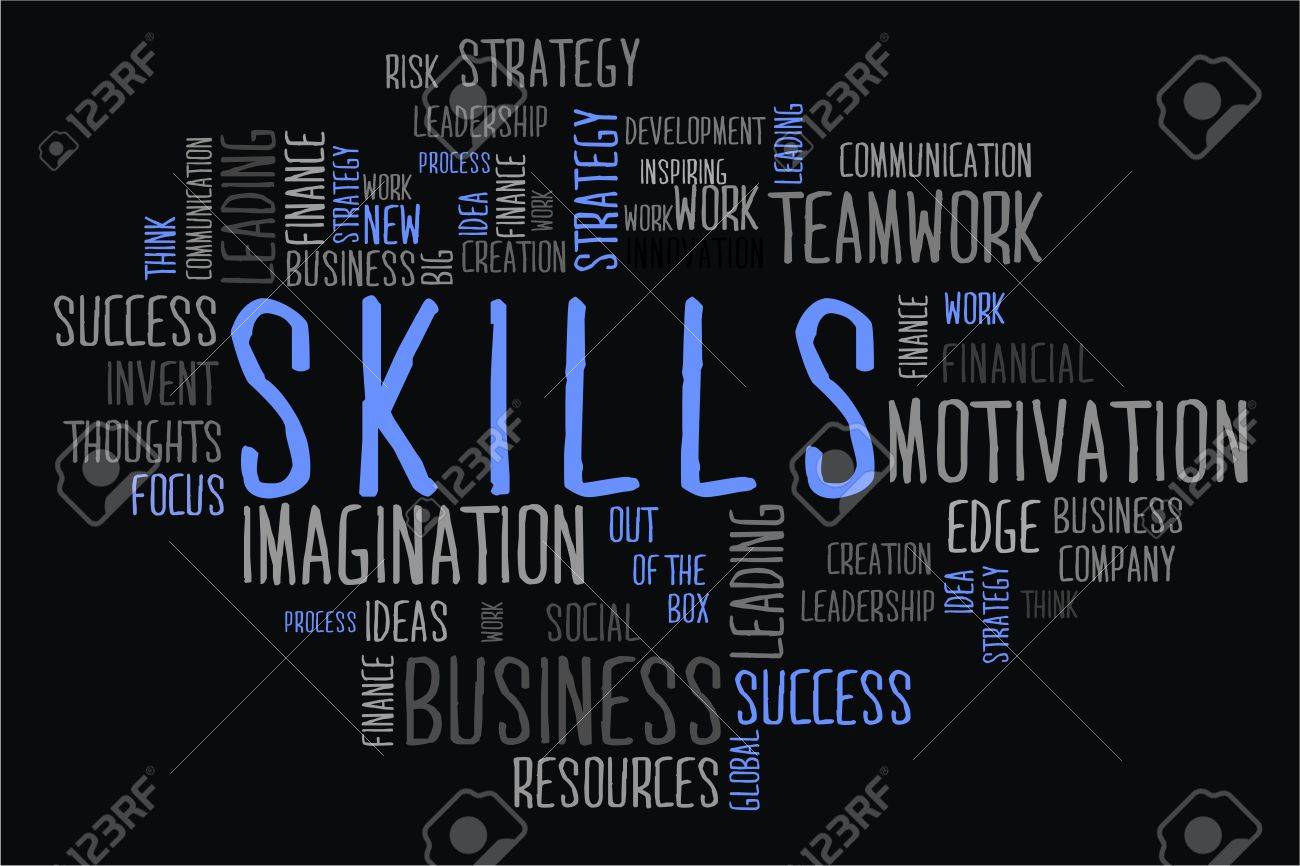 RISK
STRATEGY
LEADERSHIP
STRATEGY
DEVELOPMENT
LEADING
COMMUNICATION
COMMUNICATION
LEADING
FINANCE
STRATEGY
PROCESS
FINANCE
INSPIRING
WORK
IDEA
WORK
WORK
WORK
TEAMWORK
THINK
NEW
BUSINESS
BIG
CREATION
INNOVATION
SUCCESS
SKILLS
FINANCE
WORK
INVENT
FINANCIAL
THOUGHTS
MOTIVATION
FOCUS
IMAGINATION
OUT
OF THE
BOX
LEADING
EDGE
BUSINESS
COMPANY
CREATION
IDEA
STRATEGY
LEADERSHIP
THINK
PROCESS
IDEAS
WORK
SOCIAL
FINANCE
BUSINESS
SUCCESS
GLOBAL
RESOURCES
123RF
123RF
123RF
123RF
123RF
123RF
123RF